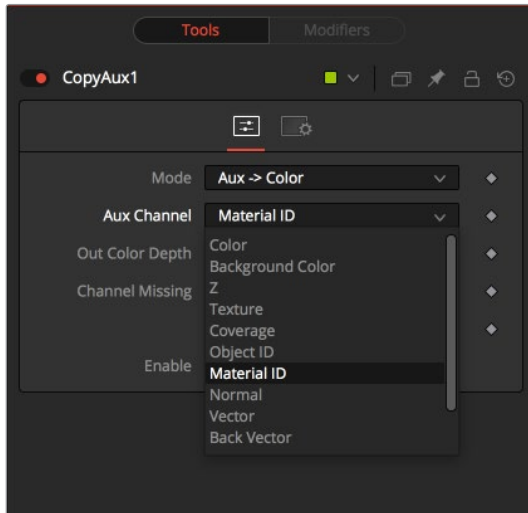 Tools Modifiers
CopyAux1
Mode Aux -> Color
Aux Channel Material ID
Out Color Depth
Channel Missing
Enable
Color
Background Color
Z
Texture
Coverage
Object ID
Material ID
Normal
Vector
Back Vector